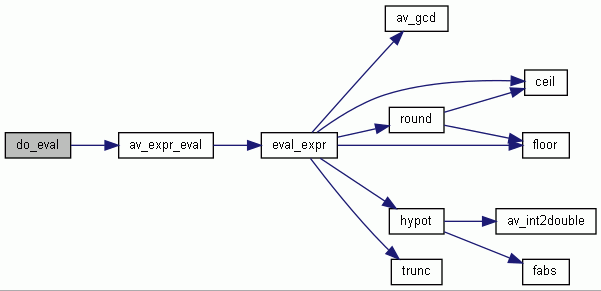 av_gcd
ceil
round
do_eval
av_expr_eval
eval_expr
floor
hypot
av_int2double
trunc
fabs